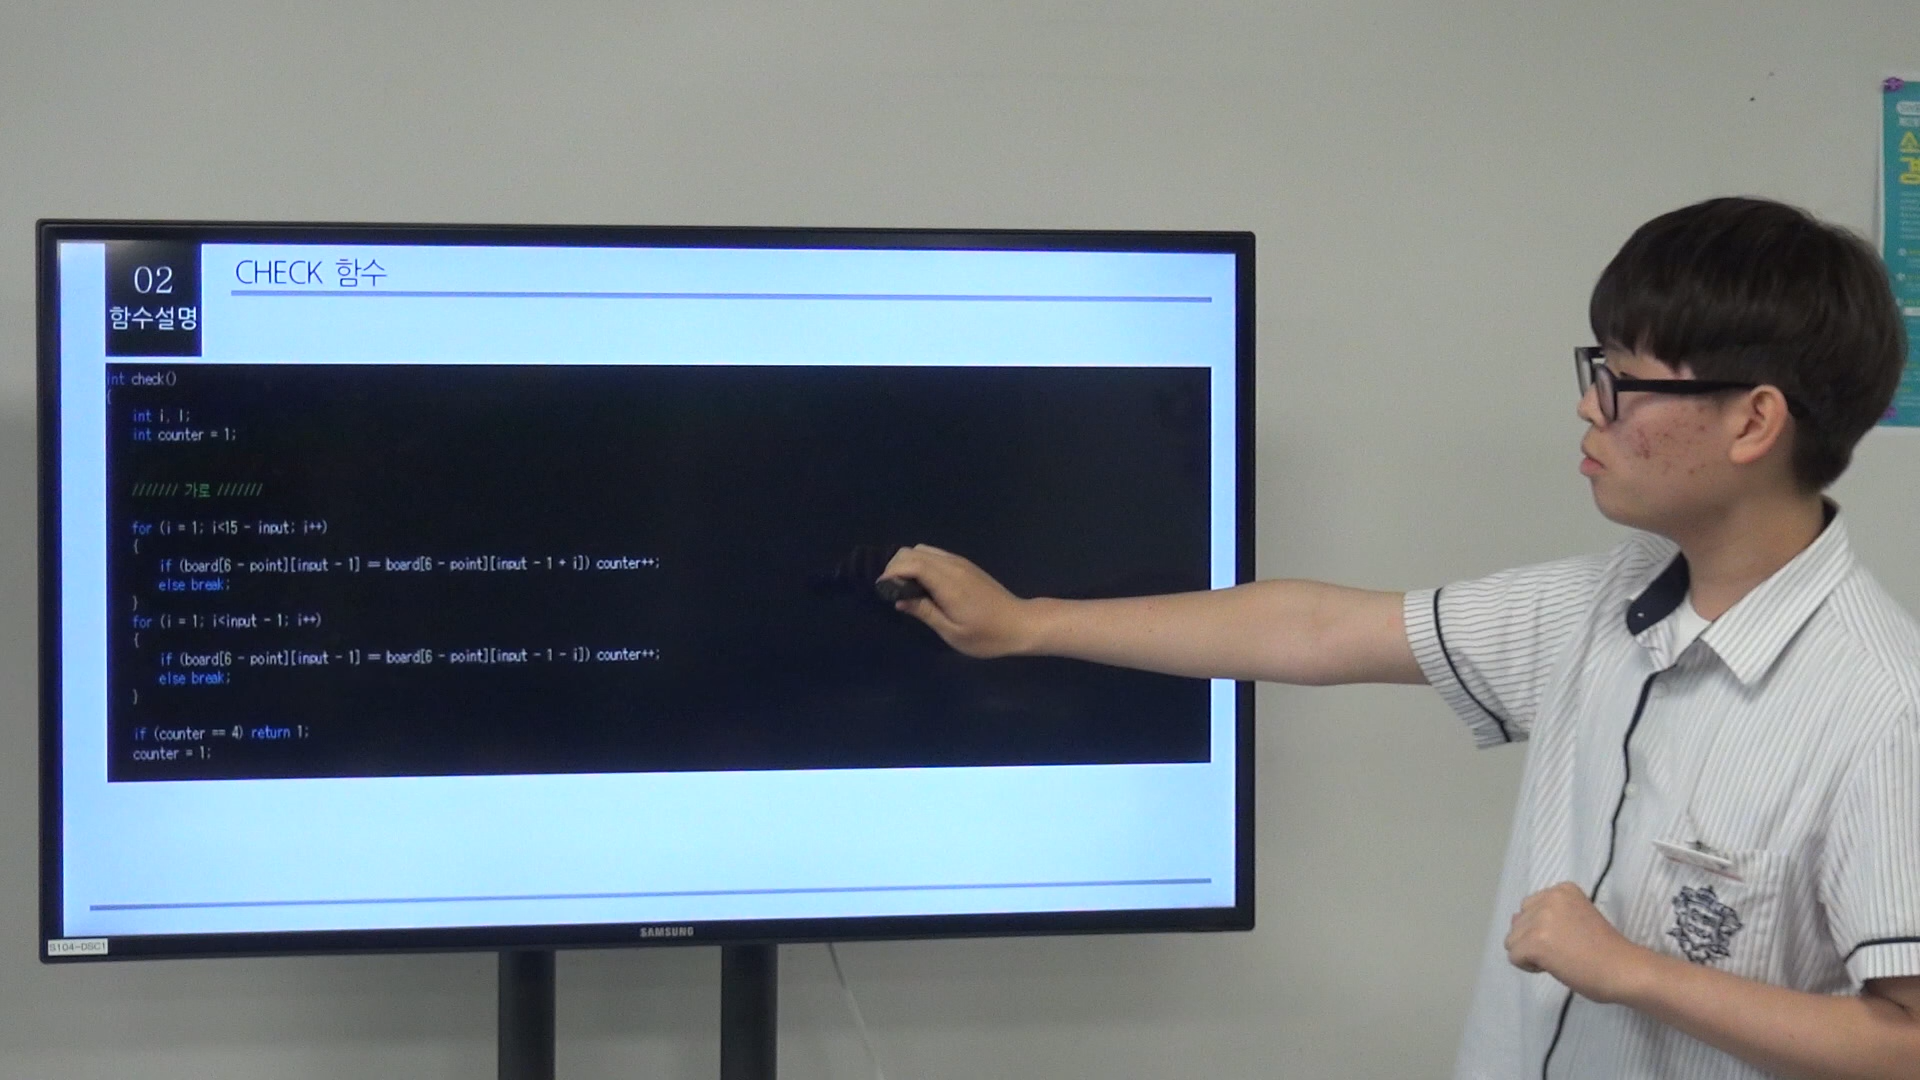 02
함수설명
CHECK 함수
int check()
{
int i, l;
int counter = 1;
/////// 가로 ///////
for (i = 1; i<15 - input; i++)
{
if (board[6 - point][input - 1] == board[6 - point][input - 1 + i]) counter++;
else break;
}
for (i = 1; i<input - 1; i++)
{
if (board[6 - point][input - 1] == board[6 - point][input - 1 - i]) counter++;
else break;
}
if (counter == 4) return 1;
counter = 1;
SAMSUNG
S104-DSC1
소